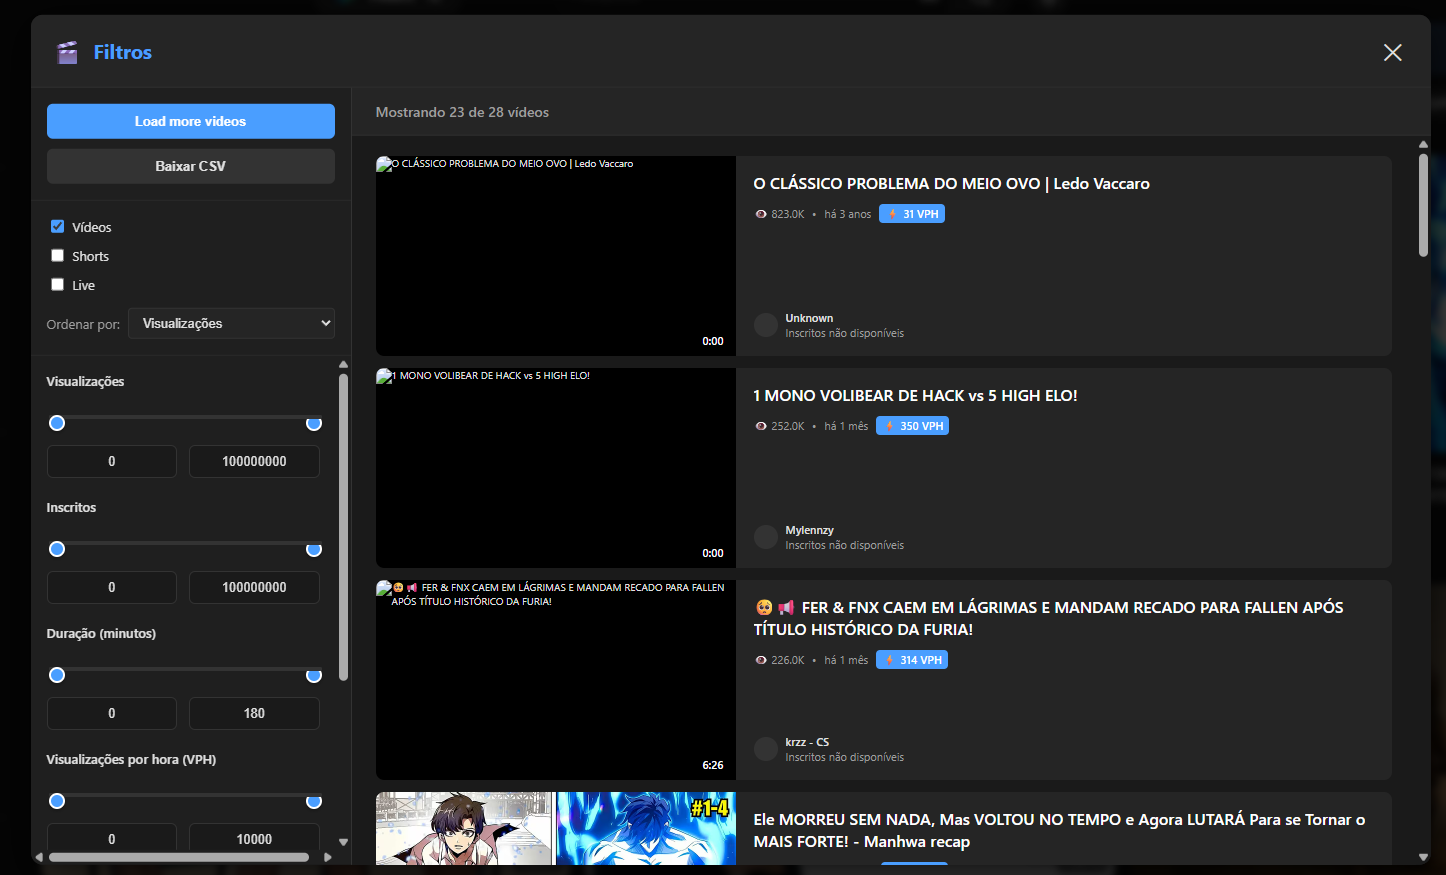 Filtros
Load more videos
Baixar CSV
Vídeos
Shorts
Live
Ordenar por:
Visualizações
Visualizações
0
100000000
Inscritos
0
100000000
Duração (minutos)
0
180
Visualizações por hora (VPH)
0
10000
Mostrando 23 de 28 vídeos
O CLÁSSICO PROBLEMA DO MEIO OVO | Ledo Vaccaro
0:00
O CLÁSSICO PROBLEMA DO MEIO OVO | Ledo Vaccaro
823.0K • há 3 anos 31 VPH
Unknown
Inscritos não disponíveis
1 MONO VOLIBEAR DE HACK vs 5 HIGH ELO!
0:00
1 MONO VOLIBEAR DE HACK vs 5 HIGH ELO!
252.0K • há 1 mês 350 VPH
Mylennzy
Inscritos não disponíveis
🥺📢 FER & FNX CAEM EM LÁGRIMAS E MANDAM RECADO PARA FALLEN
APÓS TÍTULO HISTÓRICO DA FURIA!
6:26
🥺📢 FER & FNX CAEM EM LÁGRIMAS E MANDAM RECADO PARA FALLEN APÓS
TÍTULO HISTÓRICO DA FURIA!
226.0K • há 1 mês 314 VPH
krzz - CS
Inscritos não disponíveis
#1-4
Ele MORREU SEM NADA, Mas VOLTOU NO TEMPO e Agora LUTARÁ Para se Tornar o
MAIS FORTE! - Manhwa recap